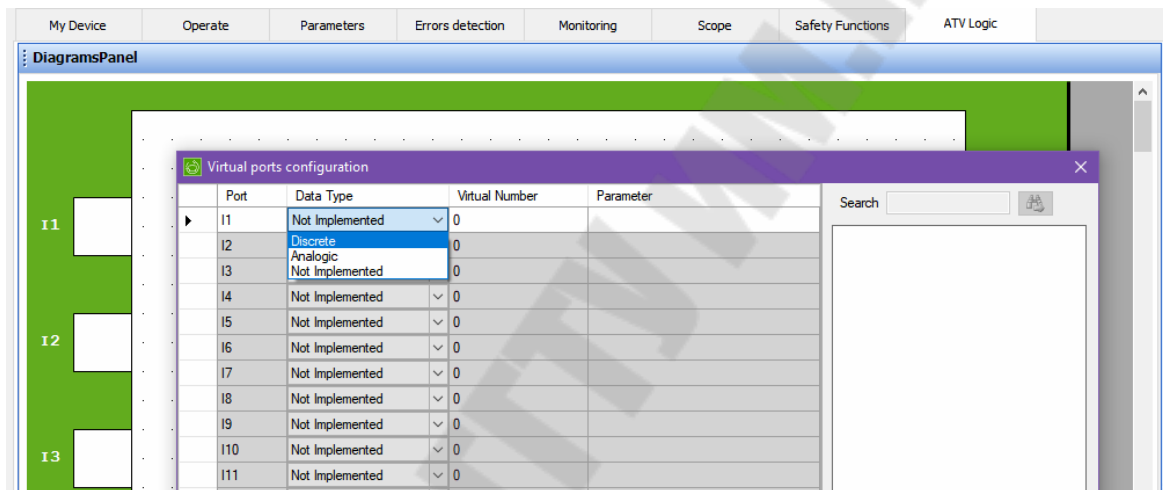 My Device Operate Parameters Errors detection Monitoring Scope Safety Functions ATV Logic
DiagramsPanel
Virtual ports configuration
Port Data Type Virtual Number Parameter
Search
I1
I1 Not Implemented 0
Discrete
Analogic
Not Implemented
I2 0
I3 0
I4 Not Implemented 0
I5 Not Implemented 0
I2
I6 Not Implemented 0
I7 Not Implemented 0
I8 Not Implemented 0
I9 Not Implemented 0
I3
I10 Not Implemented 0
I11 Not Implemented 0